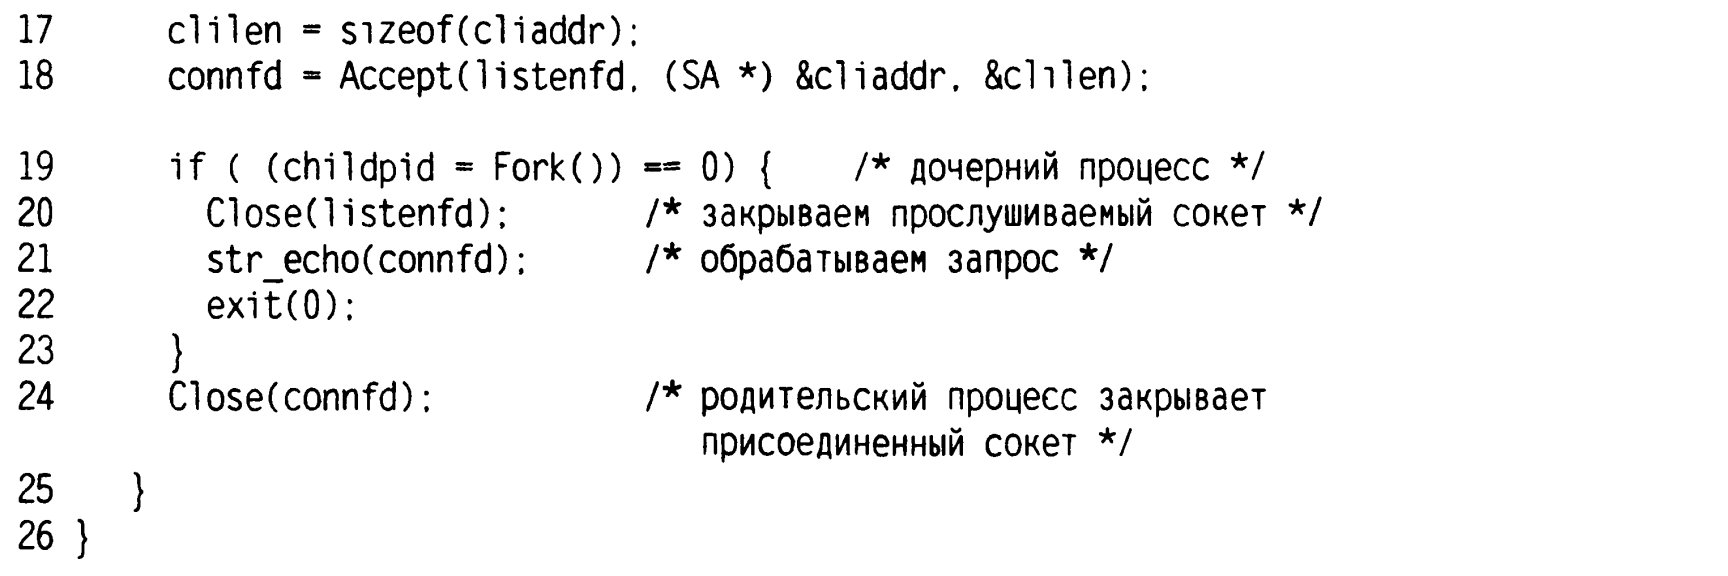 17 clilen = sizeof(cliaddr);
18 connfd = Accept(listenfd, (SA *) &cliaddr, &clilen);
19 if ( (childpid = Fork()) == 0) { /* дочерний процесс */
20 Close(listenfd); /* закрываем прослушиваемый сокет */
21 str_echo(connfd); /* обрабатываем запрос */
22 exit(0);
23 }
24 Close(connfd); /* родительский процесс закрывает
присоединенный сокет */
25 }
26 }